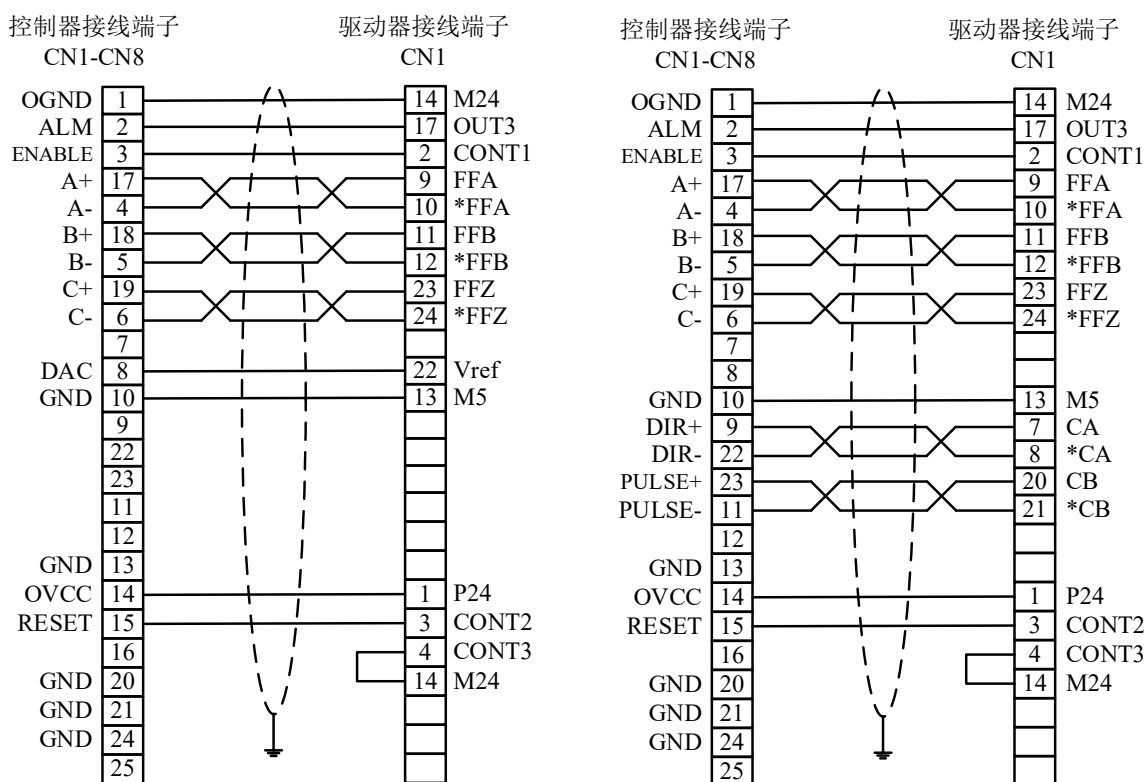 控制器接线端子 驱动器接线端子
CN1-CN8 CN1
OGND 1 14 M24
ALM 2 17 OUT3
ENABLE 3 2 CONT1
A+ 17 9 FFA
A- 4 10 *FFA
B+ 18 11 FFB
B- 5 12 *FFB
C+ 19 23 FFZ
C- 6 24 *FFZ
7
DAC 8 22 Vref
GND 10 13 M5
9
22
23
11
12
GND 13
OVCC 14 1 P24
RESET 15 3 CONT2
16 4 CONT3
GND 20 14 M24
GND 21
GND 24
25
控制器接线端子 驱动器接线端子
CN1-CN8 CN1
OGND 1 14 M24
ALM 2 17 OUT3
ENABLE 3 2 CONT1
A+ 17 9 FFA
A- 4 10 *FFA
B+ 18 11 FFB
B- 5 12 *FFB
C+ 19 23 FFZ
C- 6 24 *FFZ
7
8
GND 10 13 M5
DIR+ 9 7 CA
DIR- 22 8 *CA
PULSE+ 23 20 CB
PULSE- 11 21 *CB
12
GND 13
OVCC 14 1 P24
RESET 15 3 CONT2
16 4 CONT3
GND 20 14 M24
GND 21
GND 24
25